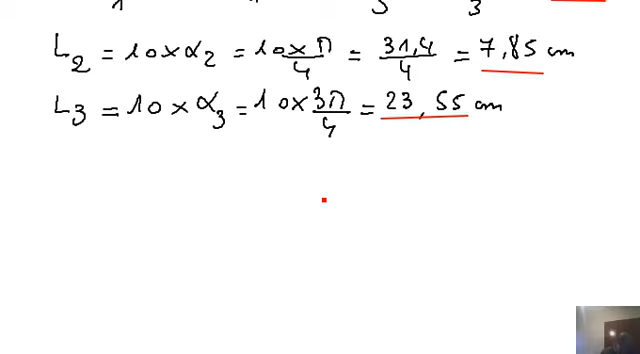 L₂ = 10 x α₂ = 10 x π/4 = 31,4/4 = 7,85 cm
L₃ = 10 x α₃ = 10 x 3π/4 = 23,55 cm